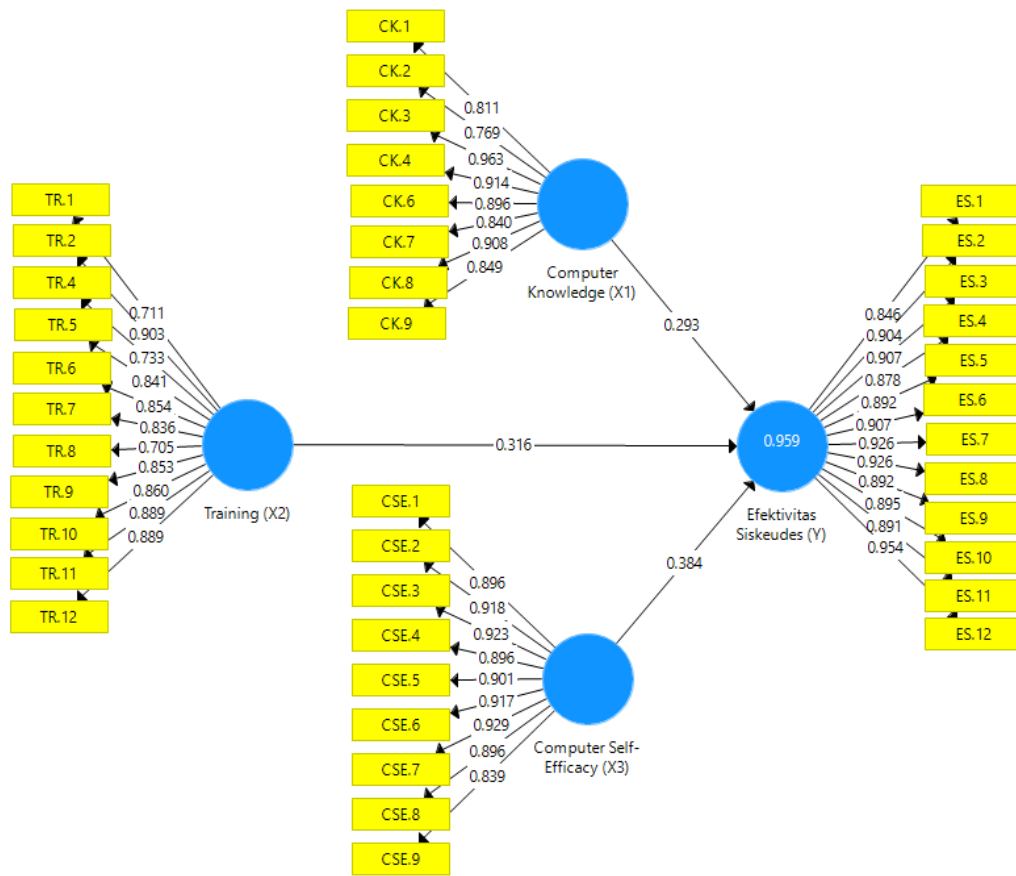 CK.1
CK.2
CK.3
CK.4
CK.6
CK.7
CK.8
CK.9
0.811
0.769
0.963
0.914
0.896
0.840
0.908
0.849
Computer
Knowledge (X1)
0.293
TR.1
TR.2
TR.4
TR.5
TR.6
TR.7
TR.8
TR.9
TR.10
TR.11
TR.12
0.711
0.903
0.733
0.841
0.854
0.836
0.705
0.853
0.860
0.889
0.889
Training (X2)
0.316
CSE.1
CSE.2
CSE.3
CSE.4
CSE.5
CSE.6
CSE.7
CSE.8
CSE.9
0.896
0.918
0.923
0.896
0.901
0.917
0.929
0.896
0.839
Computer Self-
Efficacy (X3)
0.384
0.959
Efektivitas
Siskeudes (Y)
0.846
0.904
0.907
0.878
0.892
0.907
0.926
0.926
0.892
0.895
0.891
0.954
ES.1
ES.2
ES.3
ES.4
ES.5
ES.6
ES.7
ES.8
ES.9
ES.10
ES.11
ES.12